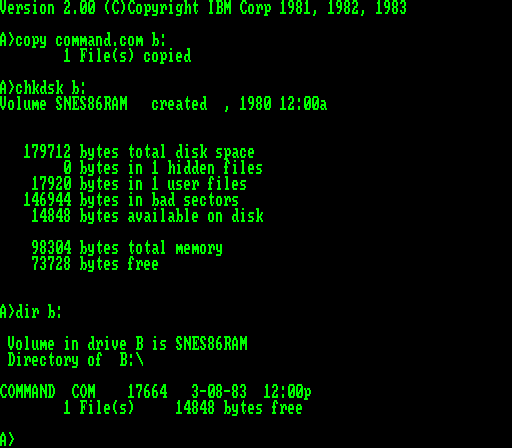 Version 2.00 (C)Copyright IBM Corp 1981, 1982, 1983
A>copy command.com b:
        1 File(s) copied
A>chkdsk b:
Volume SNES86RAM   created  , 1980 12:00a
   179712 bytes total disk space
        0 bytes in 1 hidden files
    17920 bytes in 1 user files
   146944 bytes in bad sectors
    14848 bytes available on disk
    98304 bytes total memory
    73728 bytes free
A>dir b:
 Volume in drive B is SNES86RAM
 Directory of  B:\
COMMAND  COM    17664   3-08-83  12:00p
        1 File(s)     14848 bytes free
A>